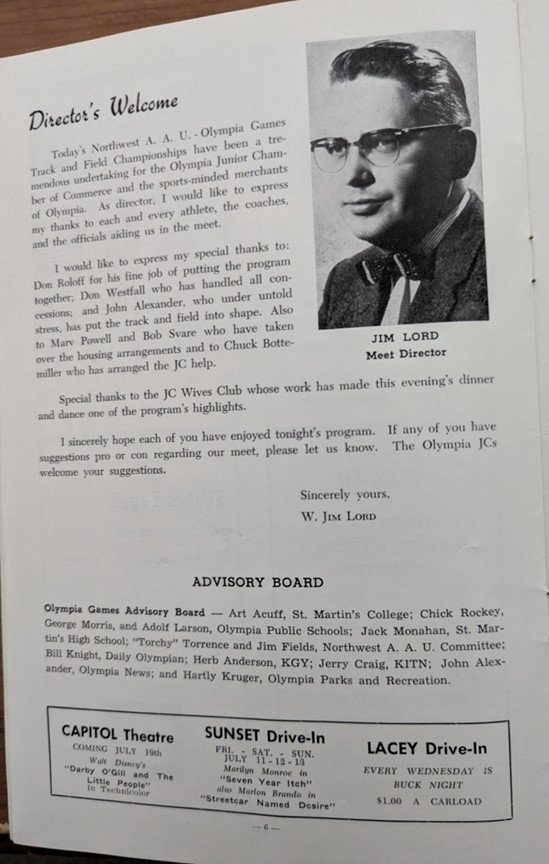 Director's Welcome
Today's Northwest A. A. U. - Olympia Games
Track and Field Championships have been a tre-
mendous undertaking for the Olympia Junior Cham-
ber of Commerce and the sports-minded merchants
of Olympia. As director, I would like to express
my thanks to each and every athlete, the coaches,
and the officials aiding us in the meet.
I would like to express my special thanks to:
Don Roloff for his fine job of putting the program
together; Don Westfall who has handled all con-
cessions; and John Alexander, who under untold
stress, has put the track and field into shape. Also
to Marv Powell and Bob Svare who have taken
over the housing arrangements and to Chuck Botte-
miller who has arranged the JC help.
JIM LORD
Meet Director
Special thanks to the JC Wives Club whose work has made this evening's dinner
and dance one of the program's highlights.
I sincerely hope each of you have enjoyed tonight's program. If any of you have
suggestions pro or con regarding our meet, please let us know. The Olympia JCs
welcome your suggestions.
Sincerely yours,
W. JIM LORD
ADVISORY BOARD
Olympia Games Advisory Board — Art Acuff, St. Martin's College; Chick Rockey,
George Morris, and Adolf Larson, Olympia Public Schools; Jack Monahan, St. Mar-
tin's High School; "Torchy" Torrence and Jim Fields, Northwest A. A. U. Committee;
Bill Knight, Daily Olympian; Herb Anderson, KGY; Jerry Craig, KITN; John Alex-
ander, Olympia News; and Hartly Kruger, Olympia Parks and Recreation.
CAPITOL Theatre
COMING JULY 19th
Walt Disney's
"Darby O'Gill and The
Little People"
In Technicolor
SUNSET Drive-In
FRI. - SAT. - SUN.
JULY 11-12-13
Marilyn Monroe in
"Seven Year Itch"
also Marlon Brando in
"Streetcar Named Desire"
LACEY Drive-In
EVERY WEDNESDAY IS
BUCK NIGHT
$1.00 A CARLOAD
— 6 —